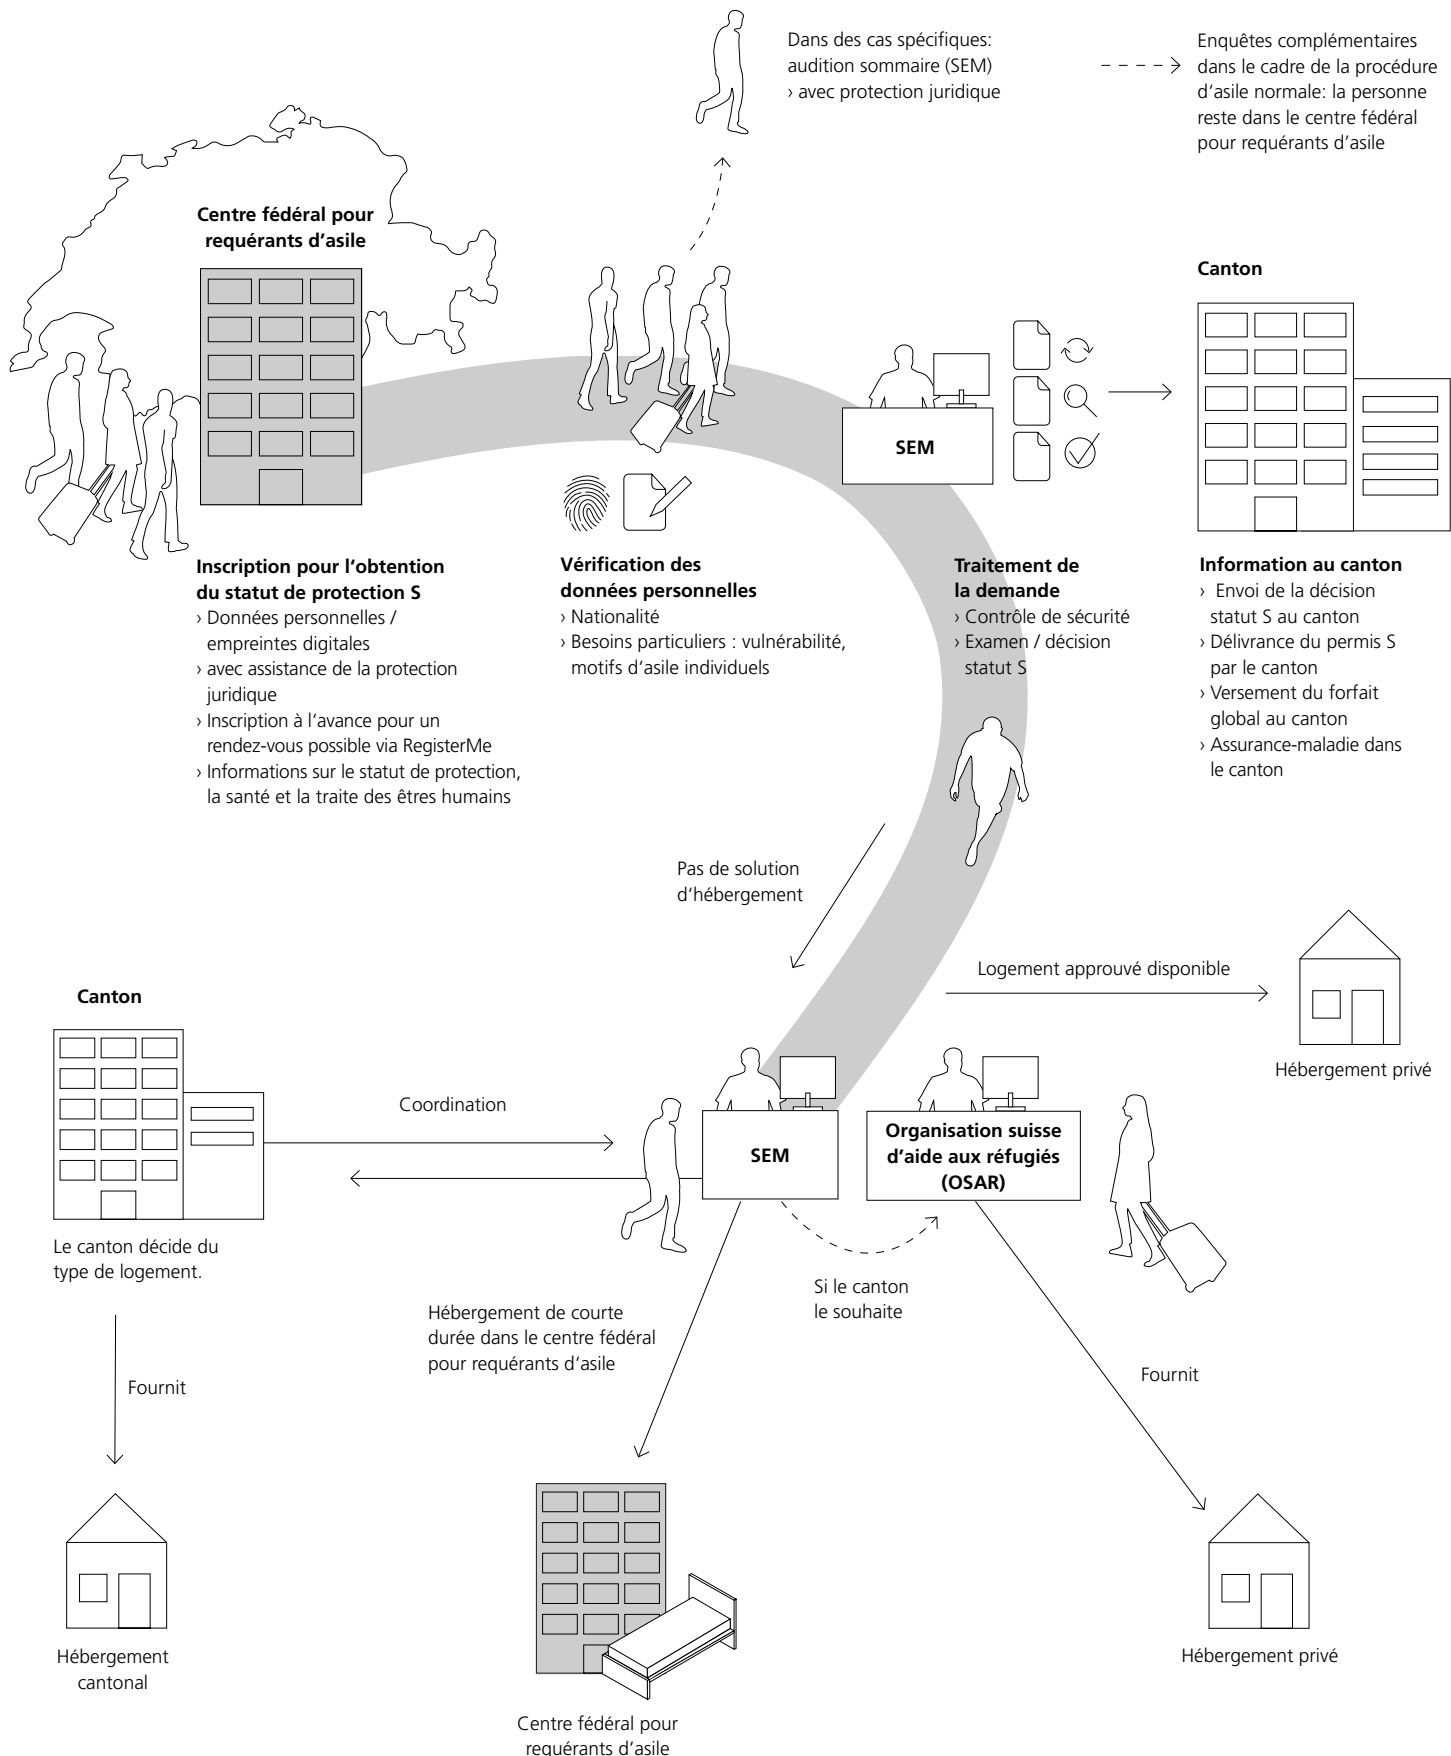 Dans des cas spécifiques:
audition sommaire (SEM)
› avec protection juridique
Enquêtes complémentaires
dans le cadre de la procédure
d'asile normale: la personne
reste dans le centre fédéral
pour requérants d'asile
Centre fédéral pour
requérants d'asile
Canton
SEM
Inscription pour l'obtention
du statut de protection S
› Données personnelles /
empreintes digitales
› avec assistance de la protection
juridique
› Inscription à l'avance pour un
rendez-vous possible via RegisterMe
› Informations sur le statut de protection,
la santé et la traite des êtres humains
Vérification des
données personnelles
› Nationalité
› Besoins particuliers : vulnérabilité,
motifs d'asile individuels
Traitement de
la demande
› Contrôle de sécurité
› Examen / décision
statut S
Information au canton
› Envoi de la décision
statut S au canton
› Délivrance du permis S
par le canton
› Versement du forfait
global au canton
› Assurance-maladie dans
le canton
Pas de solution
d'hébergement
Logement approuvé disponible
Hébergement privé
Canton
Coordination
SEM
Organisation suisse
d'aide aux réfugiés
(OSAR)
Le canton décide du
type de logement.
Si le canton
le souhaite
Hébergement de courte
durée dans le centre fédéral
pour requérants d'asile
Fournit
Fournit
Hébergement
cantonal
Hébergement privé
Centre fédéral pour
requérants d'asile